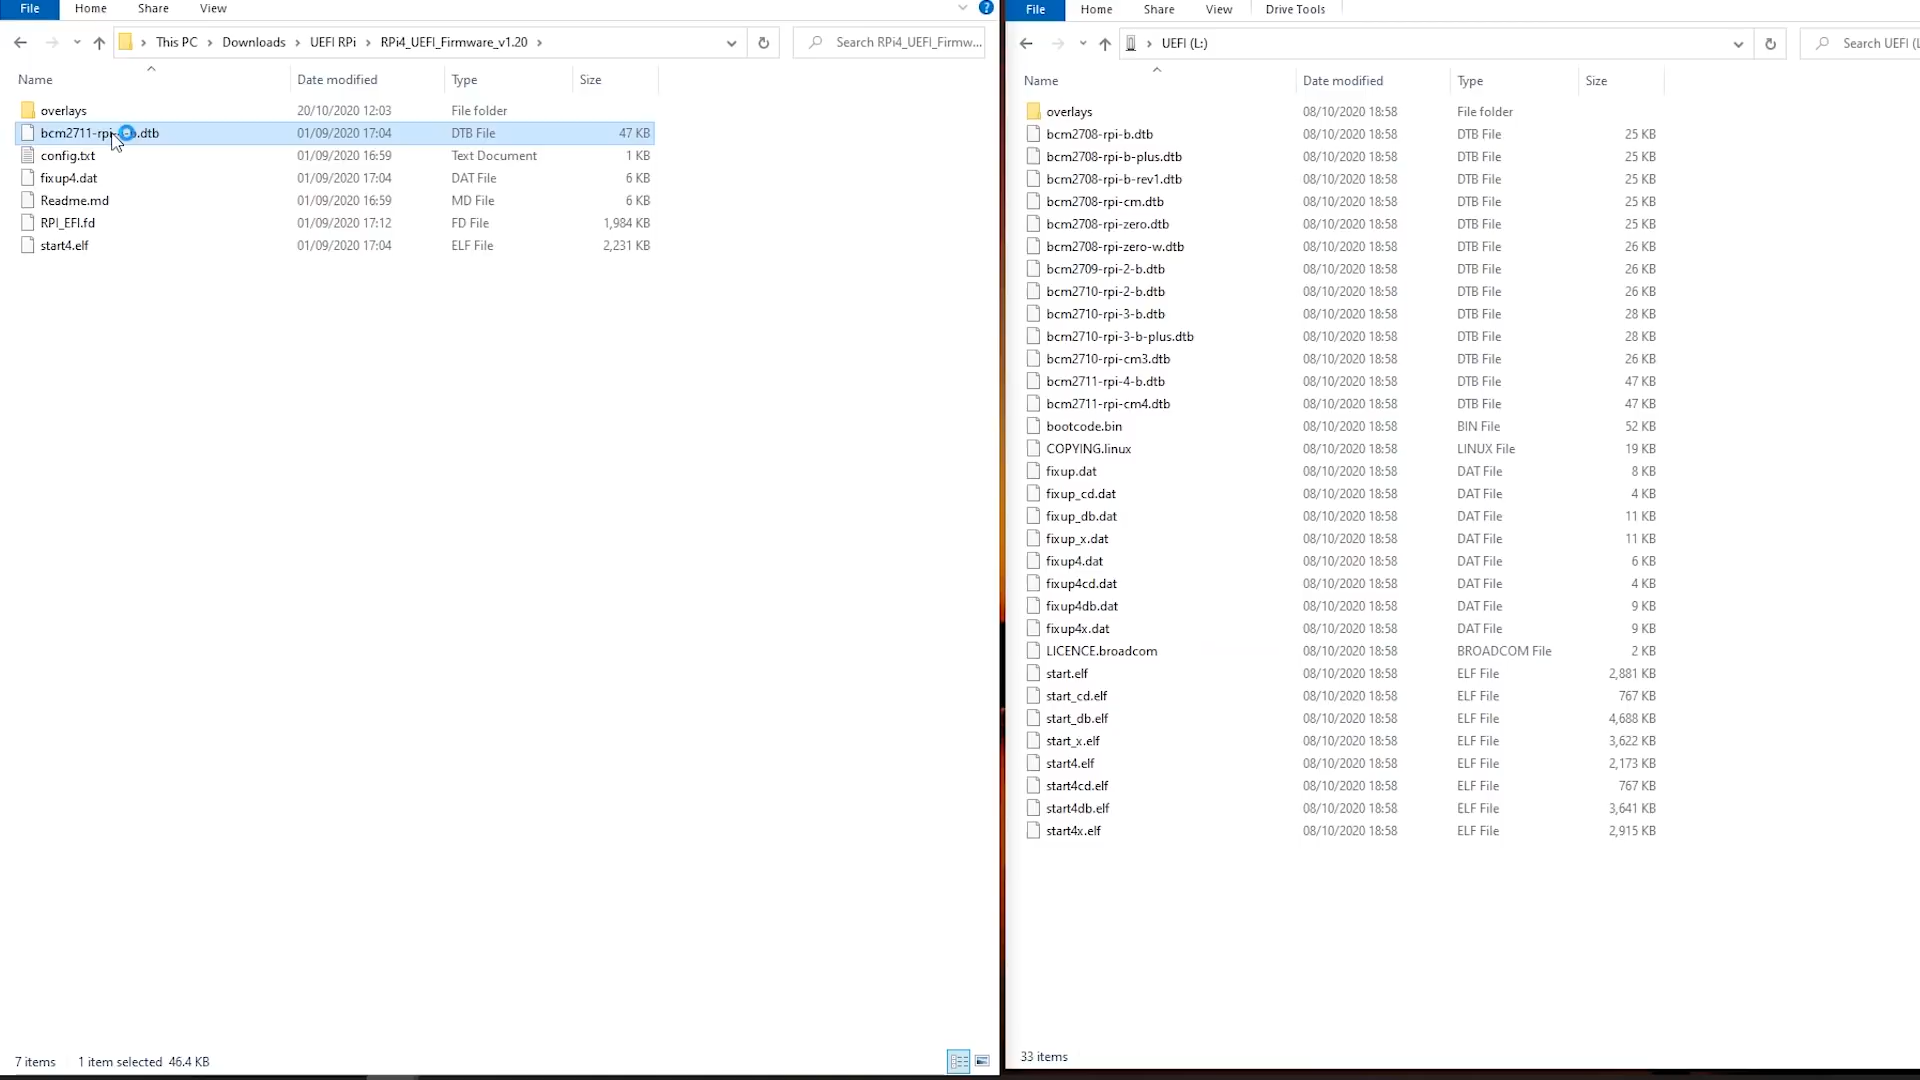 File Home Share View
This PC > Downloads > UEFI RPi > RPi4_UEFI_Firmware_v1.20 >
Search RPi4_UEFI_Firmw...
Name Date modified Type Size
overlays 20/10/2020 12:03 File folder
bcm2711-rpi- b.dtb 01/09/2020 17:04 DTB File 47 KB
config.txt 01/09/2020 16:59 Text Document 1 KB
fixup4.dat 01/09/2020 17:04 DAT File 6 KB
Readme.md 01/09/2020 16:59 MD File 6 KB
RPI_EFI.fd 01/09/2020 17:12 FD File 1,984 KB
start4.elf 01/09/2020 17:04 ELF File 2,231 KB
7 items 1 item selected 46.4 KB
File Home Share View Drive Tools
> UEFI (L:)
Search UEFI (L
Name Date modified Type Size
overlays 08/10/2020 18:58 File folder
bcm2708-rpi-b.dtb 08/10/2020 18:58 DTB File 25 KB
bcm2708-rpi-b-plus.dtb 08/10/2020 18:58 DTB File 25 KB
bcm2708-rpi-b-rev1.dtb 08/10/2020 18:58 DTB File 25 KB
bcm2708-rpi-cm.dtb 08/10/2020 18:58 DTB File 25 KB
bcm2708-rpi-zero.dtb 08/10/2020 18:58 DTB File 25 KB
bcm2708-rpi-zero-w.dtb 08/10/2020 18:58 DTB File 26 KB
bcm2709-rpi-2-b.dtb 08/10/2020 18:58 DTB File 26 KB
bcm2710-rpi-2-b.dtb 08/10/2020 18:58 DTB File 26 KB
bcm2710-rpi-3-b.dtb 08/10/2020 18:58 DTB File 28 KB
bcm2710-rpi-3-b-plus.dtb 08/10/2020 18:58 DTB File 28 KB
bcm2710-rpi-cm3.dtb 08/10/2020 18:58 DTB File 26 KB
bcm2711-rpi-4-b.dtb 08/10/2020 18:58 DTB File 47 KB
bcm2711-rpi-cm4.dtb 08/10/2020 18:58 DTB File 47 KB
bootcode.bin 08/10/2020 18:58 BIN File 52 KB
COPYING.linux 08/10/2020 18:58 LINUX File 19 KB
fixup.dat 08/10/2020 18:58 DAT File 8 KB
fixup_cd.dat 08/10/2020 18:58 DAT File 4 KB
fixup_db.dat 08/10/2020 18:58 DAT File 11 KB
fixup_x.dat 08/10/2020 18:58 DAT File 11 KB
fixup4.dat 08/10/2020 18:58 DAT File 6 KB
fixup4cd.dat 08/10/2020 18:58 DAT File 4 KB
fixup4db.dat 08/10/2020 18:58 DAT File 9 KB
fixup4x.dat 08/10/2020 18:58 DAT File 9 KB
LICENCE.broadcom 08/10/2020 18:58 BROADCOM File 2 KB
start.elf 08/10/2020 18:58 ELF File 2,881 KB
start_cd.elf 08/10/2020 18:58 ELF File 767 KB
start_db.elf 08/10/2020 18:58 ELF File 4,688 KB
start_x.elf 08/10/2020 18:58 ELF File 3,622 KB
start4.elf 08/10/2020 18:58 ELF File 2,173 KB
start4cd.elf 08/10/2020 18:58 ELF File 767 KB
start4db.elf 08/10/2020 18:58 ELF File 3,641 KB
start4x.elf 08/10/2020 18:58 ELF File 2,915 KB
33 items